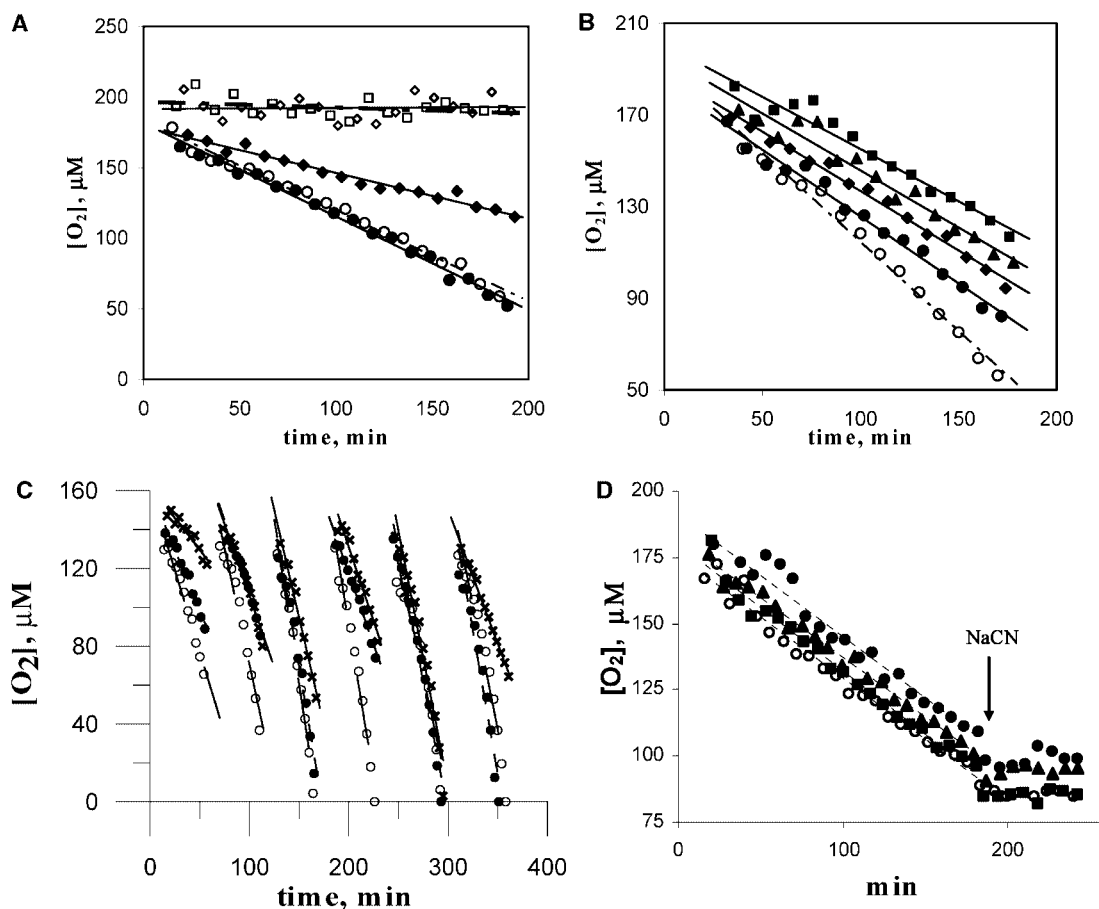 A
250
200
150
100
50
0
[O₂], µM
0 50 100 150 200
time, min
B
210
170
130
90
50
[O₂], µM
0 50 100 150 200
time, min
C
160
120
80
40
0
[O₂], µM
0 100 200 300 400
time, min
D
200
175
150
125
100
75
[O₂], µM
NaCN
0 100 200
min